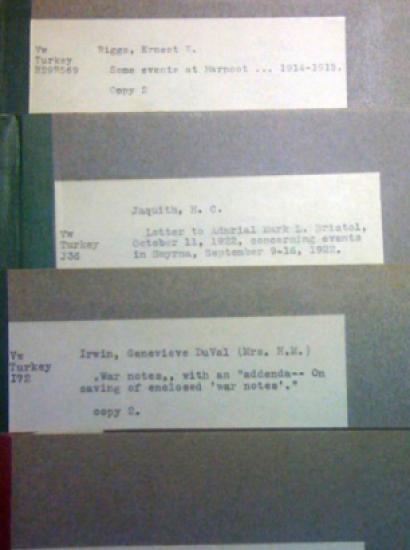 Vw
Turkey
Riggs, Ernest
Some events at Harpoot ... 1914-1915.
Copy 2
Jaquith, H. C.
Vw
Turkey
J36
Letter to Admrial Mark L. Bristol,
October 11, 1922, concerning events
in Smyrna, September 9-16, 1922.
Vw
Turkey
I72
Irwin, Genevieve DuVal (Mrs. H.M.)
.War notes,, with an "addenda-- On
saving of enclosed 'war notes'."
copy 2.